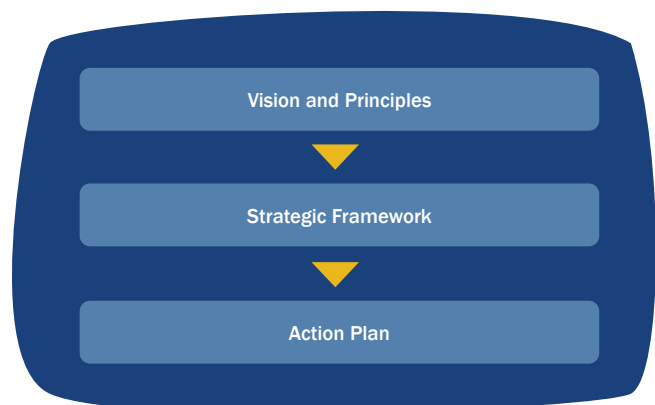 Vision and Principles
Strategic Framework
Action Plan